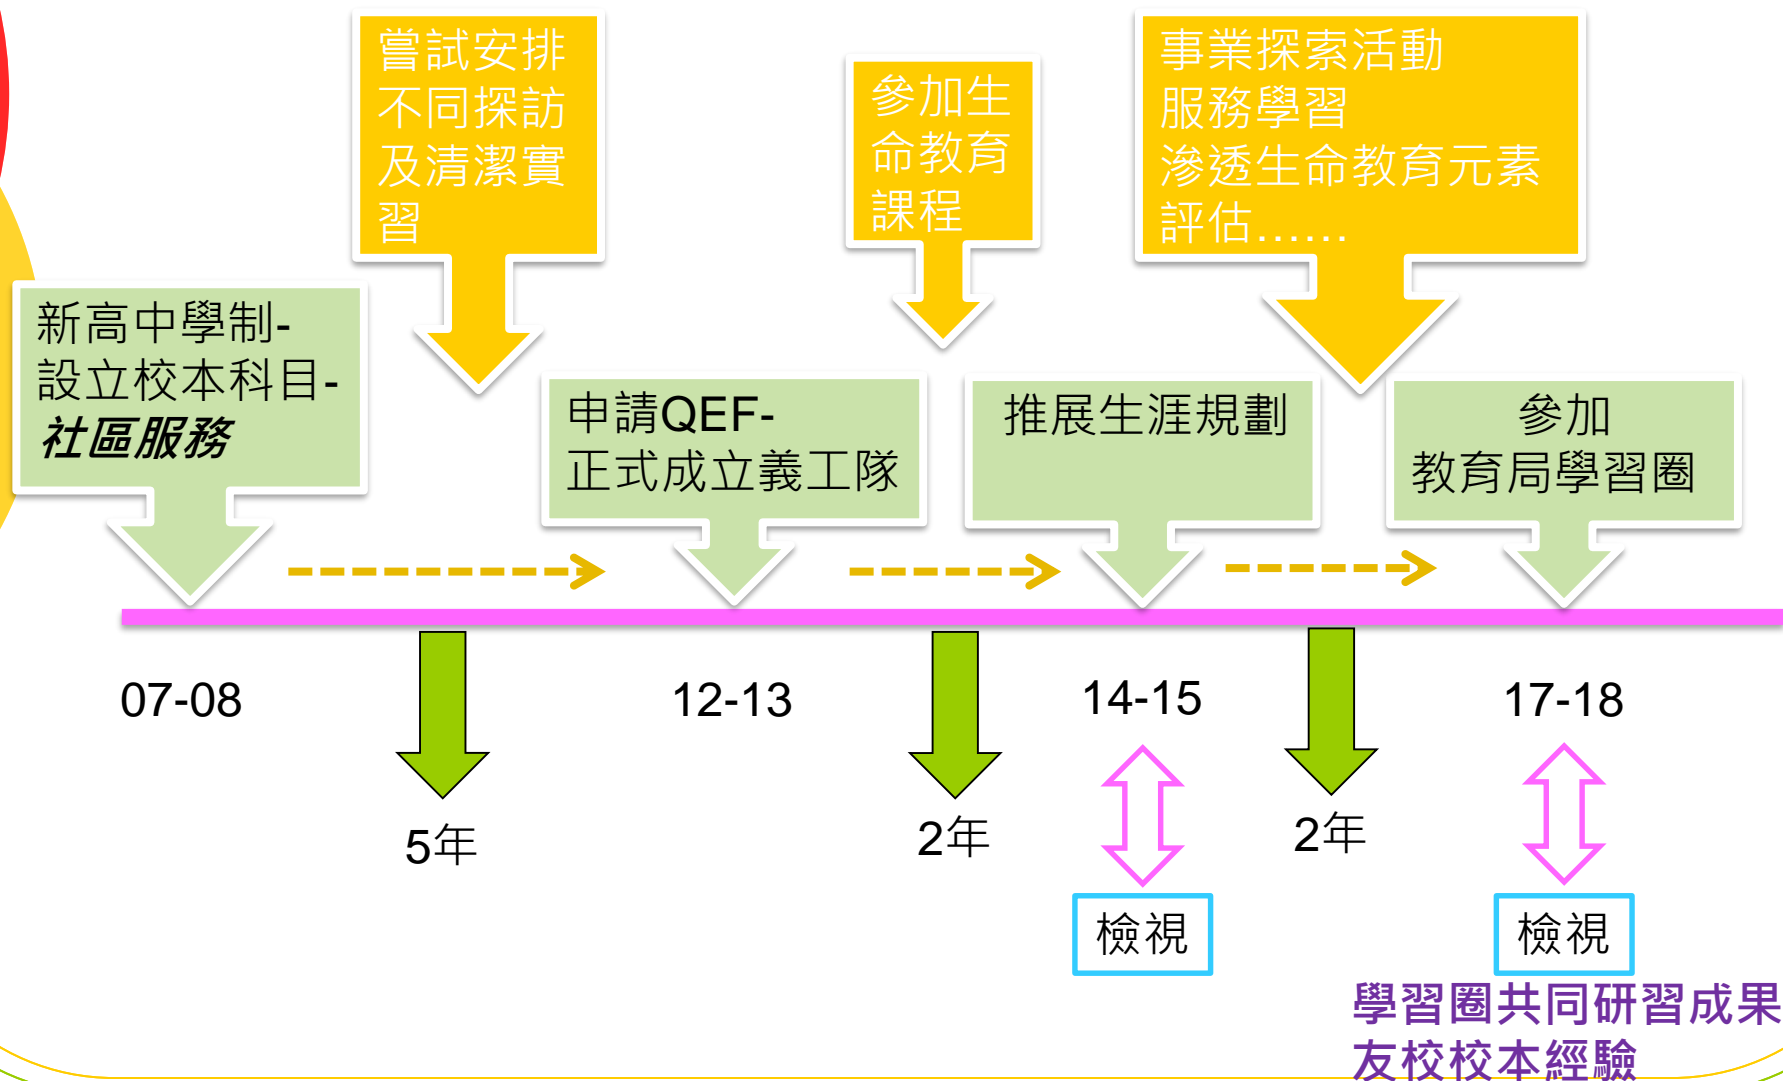 嘗試安排
不同探訪
及清潔實
習
參加生
命教育
課程
事業探索活動
服務學習
滲透生命教育元素
評估……
新高中學制-
設立校本科目-
社區服務
申請QEF-
正式成立義工隊
推展生涯規劃
參加
教育局學習圈
07-08
12-13
14-15
17-18
5年
2年
2年
檢視
檢視
學習圈共同研習成果
友校校本經驗